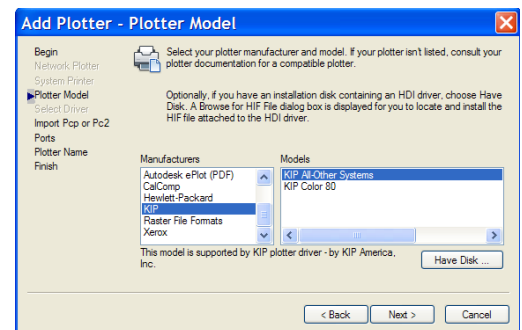 Add Plotter - Plotter Model
Begin
Network Plotter
System Printer
Plotter Model
Select Driver
Import Pcp or Pc2
Ports
Plotter Name
Finish
Select your plotter manufacturer and model. If your plotter isn't listed, consult your
plotter documentation for a compatible plotter.
Optionally, if you have an installation disk containing an HDI driver, choose Have
Disk. A Browse for HIF File dialog box is displayed for you to locate and install the
HIF file attached to the HDI driver.
Manufacturers
Autodesk ePlot (PDF)
CalComp
Hewlett-Packard
KIP
Raster File Formats
Xerox
Models
KIP All-Other Systems
KIP Color 80
This model is supported by KIP plotter driver - by KIP America,
Inc.
Have Disk ...
< Back
Next >
Cancel